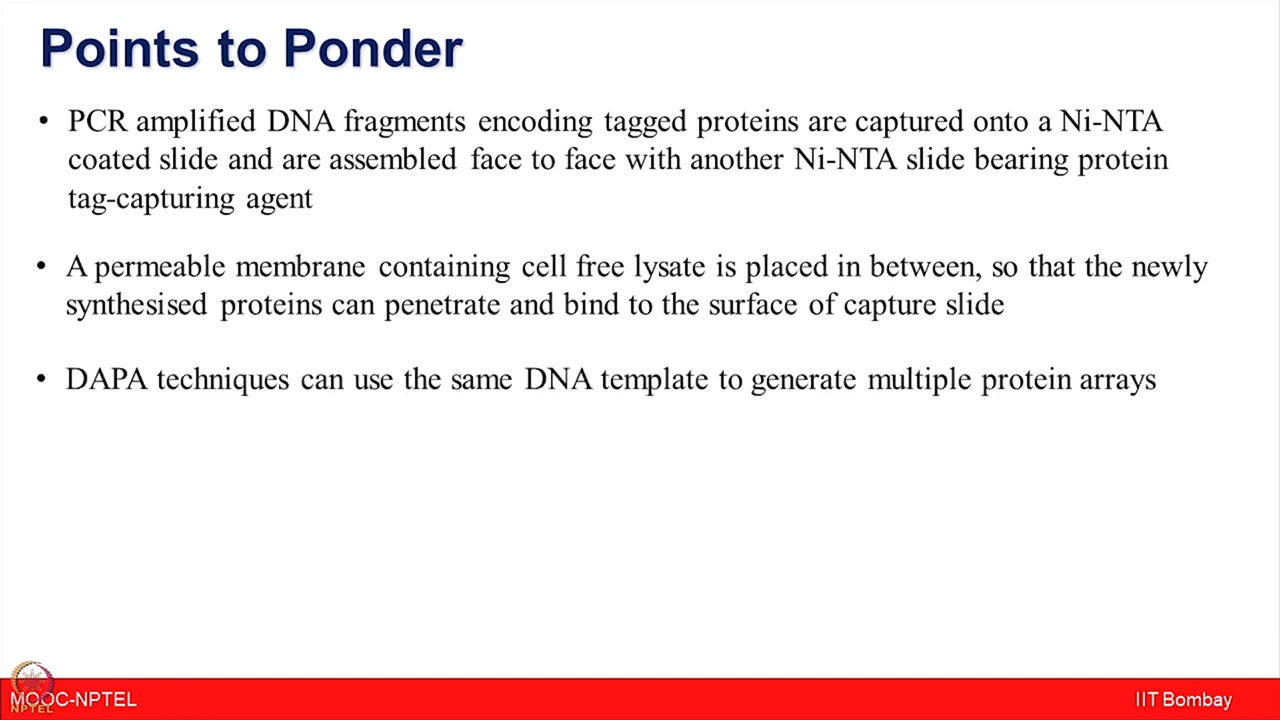 Points to Ponder
• PCR amplified DNA fragments encoding tagged proteins are captured onto a Ni-NTA
coated slide and are assembled face to face with another Ni-NTA slide bearing protein
tag-capturing agent
• A permeable membrane containing cell free lysate is placed in between, so that the newly
synthesised proteins can penetrate and bind to the surface of capture slide
• DAPA techniques can use the same DNA template to generate multiple protein arrays
MOOC-NPTEL
NPTEL
IIT Bombay